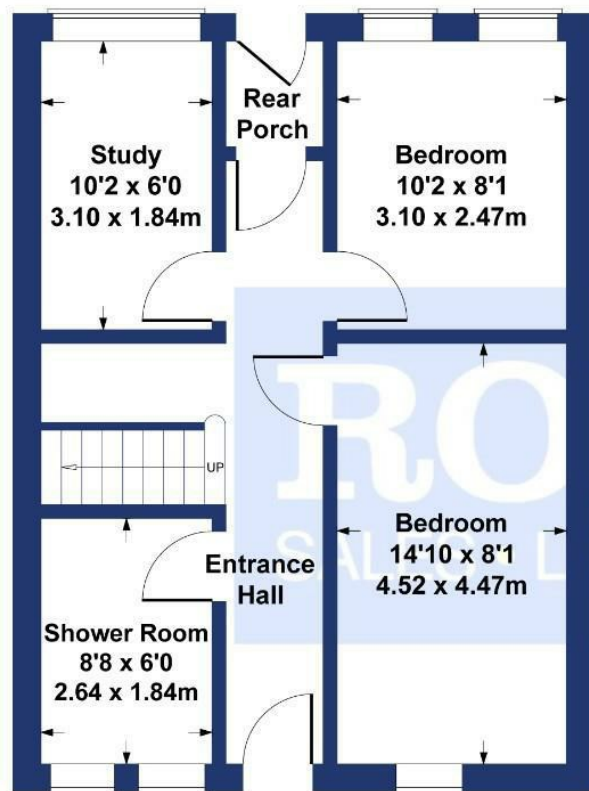 Rear
Porch
Study
10'2 x 6'0
3.10 x 1.84m
Bedroom
10'2 x 8'1
3.10 x 2.47m
UP
RO
SALES • L
Bedroom
14'10 x 8'1
4.52 x 4.47m
Entrance
Hall
Shower Room
8'8 x 6'0
2.64 x 1.84m